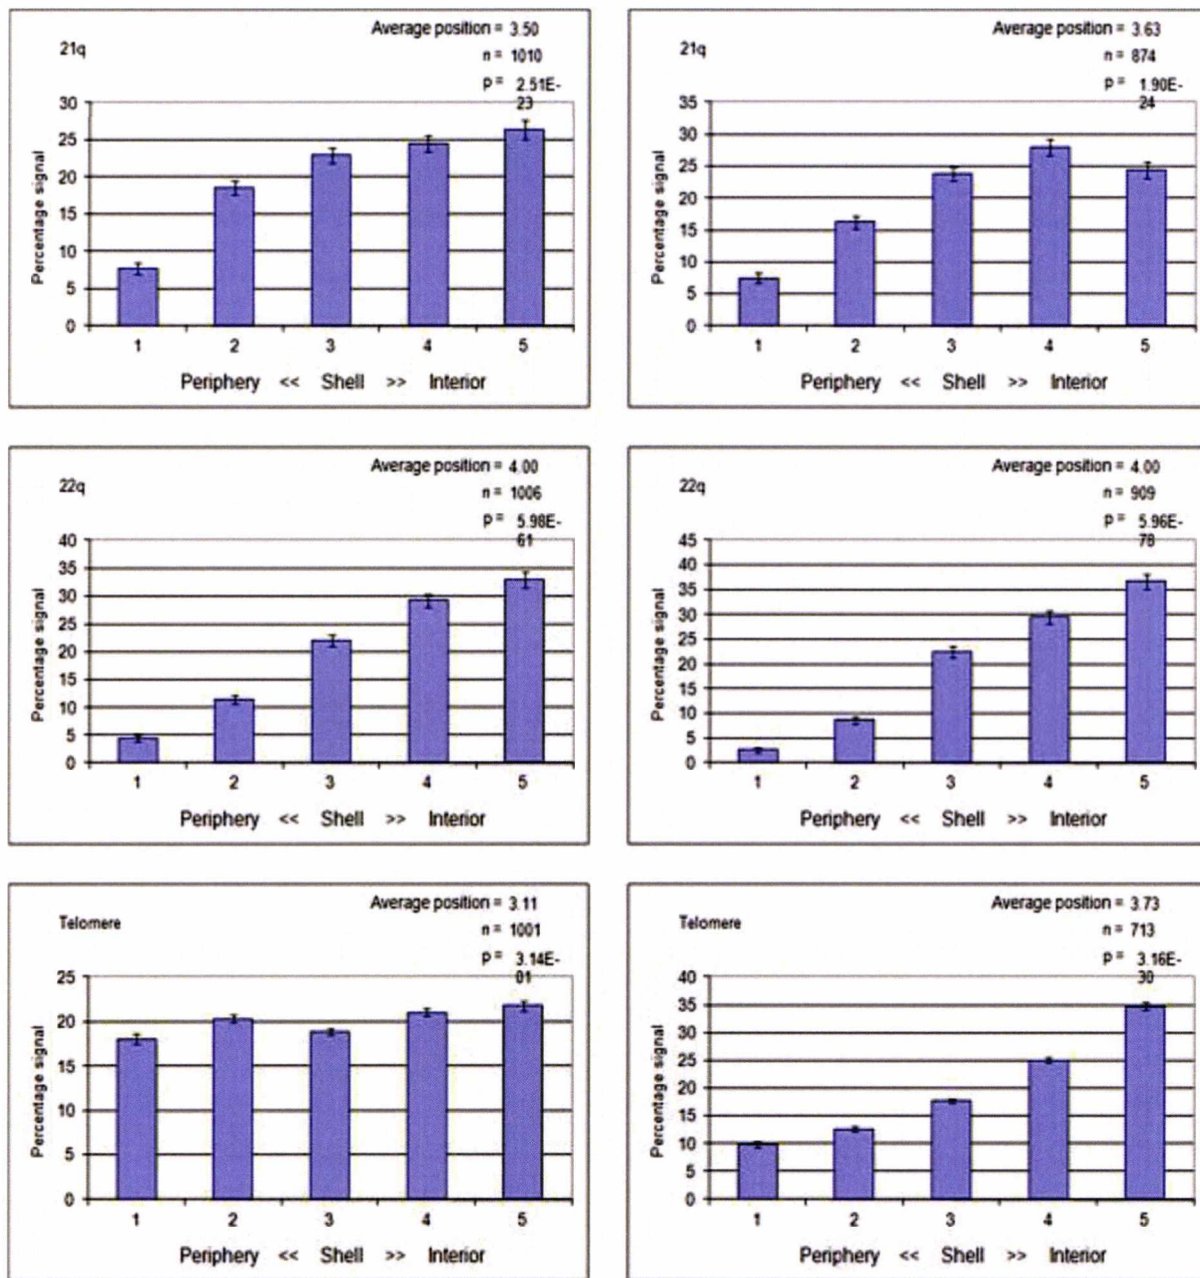 Average position = 3.50
21q
n = 1010
p = 2.51E-
23
30
25
20
15
10
5
0
Percentage signal
1 2 3 4 5
Periphery << Shell >> Interior
Average position = 3.63
21q
n = 874
p = 1.90E-
24
35
30
25
20
15
10
5
0
Percentage signal
1 2 3 4 5
Periphery << Shell >> Interior
Average position = 4.00
22q
n = 1006
p = 5.98E-
61
40
35
30
25
20
15
10
5
0
Percentage signal
1 2 3 4 5
Periphery << Shell >> Interior
Average position = 4.00
22q
n = 909
p = 5.96E-
78
45
40
35
30
25
20
15
10
5
0
Percentage signal
1 2 3 4 5
Periphery << Shell >> Interior
Average position = 3.11
Telomere
n = 1001
p = 3.14E-
01
25
20
15
10
5
0
Percentage signal
1 2 3 4 5
Periphery << Shell >> Interior
Average position = 3.73
Telomere
n = 713
p = 3.16E-
30
40
35
30
25
20
15
10
5
0
Percentage signal
1 2 3 4 5
Periphery << Shell >> Interior